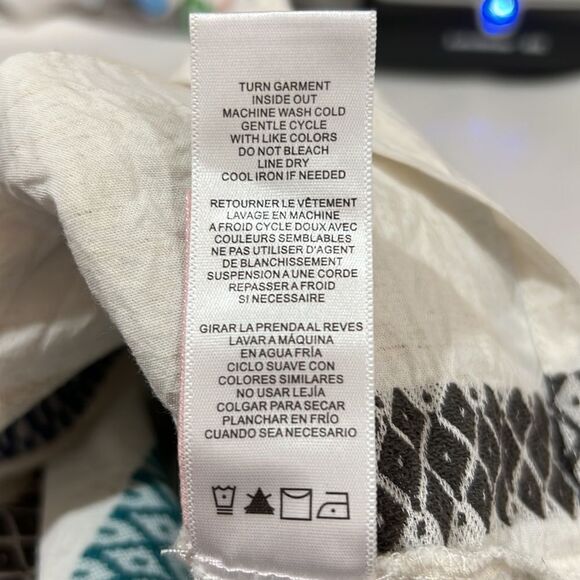 TURN GARMENT
INSIDE OUT
MACHINE WASH COLD
GENTLE CYCLE
WITH LIKE COLORS
DO NOT BLEACH
LINE DRY
COOL IRON IF NEEDED
RETOURNER LE VÊTEMENT
LAVAGE EN MACHINE
A FROID CYCLE DOUX AVEC
COULEURS SEMBLABLES
NE PAS UTILISER D'AGENT
DE BLANCHISSEMENT
SUSPENSION A UNE CORDE
REPASSER A FROID
SI NECESSAIRE
GIRAR LA PRENDA AL REVES
LAVAR A MÁQUINA
EN AGUA FRÍA
CICLO SUAVE CON
COLORES SIMILARES
NO USAR LEJÍA
COLGAR PARA SECAR
PLANCHAR EN FRÍO
CUANDO SEA NECESARIO